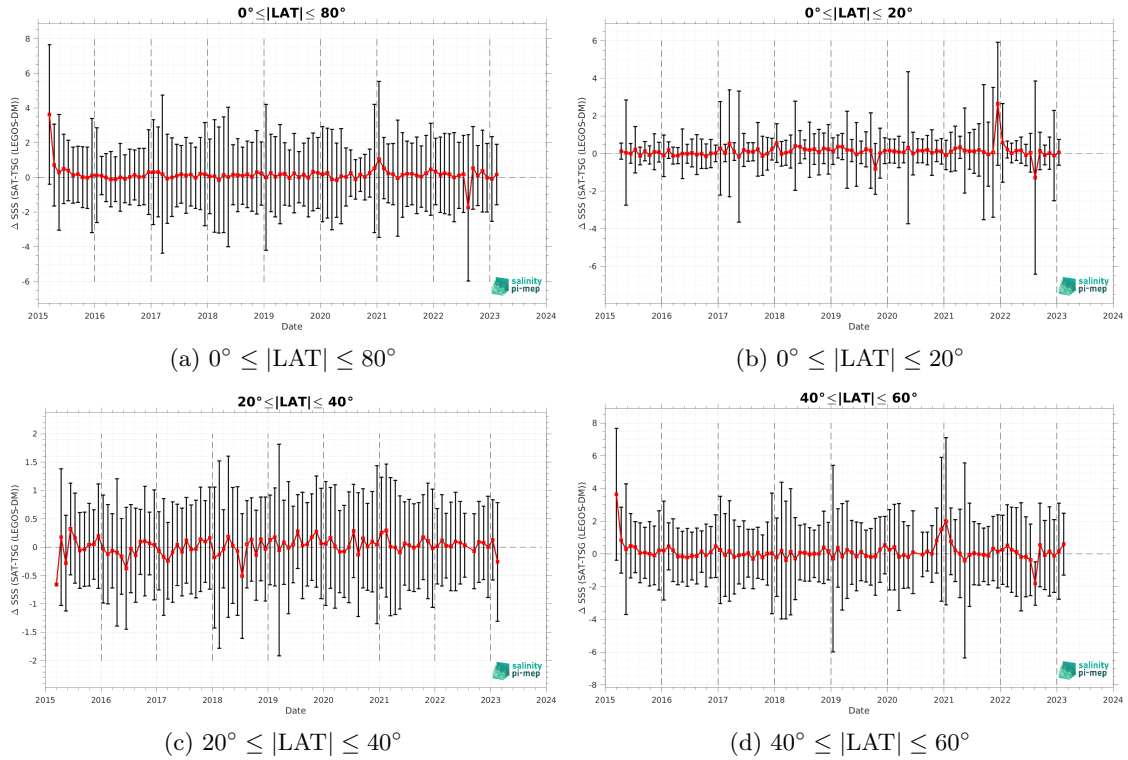 0°≤|LAT|≤ 80°
Δ SSS (SAT-TSG (LEGOS-DM))
8
6
4
2
0
-2
-4
-6
2015 2016 2017 2018 2019 2020 2021 2022 2023 2024
Date
salinity
pi-mep
(a) 0° ≤ |LAT| ≤ 80°
0°≤|LAT|≤ 20°
Δ SSS (SAT-TSG (LEGOS-DM))
6
4
2
0
-2
-4
-6
2015 2016 2017 2018 2019 2020 2021 2022 2023 2024
Date
salinity
pi-mep
(b) 0° ≤ |LAT| ≤ 20°
20°≤|LAT|≤ 40°
Δ SSS (SAT-TSG (LEGOS-DM))
2
1.5
1
0.5
0
-0.5
-1
-1.5
-2
2015 2016 2017 2018 2019 2020 2021 2022 2023 2024
Date
salinity
pi-mep
(c) 20° ≤ |LAT| ≤ 40°
40°≤|LAT|≤ 60°
Δ SSS (SAT-TSG (LEGOS-DM))
8
6
4
2
0
-2
-4
-6
-8
2015 2016 2017 2018 2019 2020 2021 2022 2023 2024
Date
salinity
pi-mep
(d) 40° ≤ |LAT| ≤ 60°